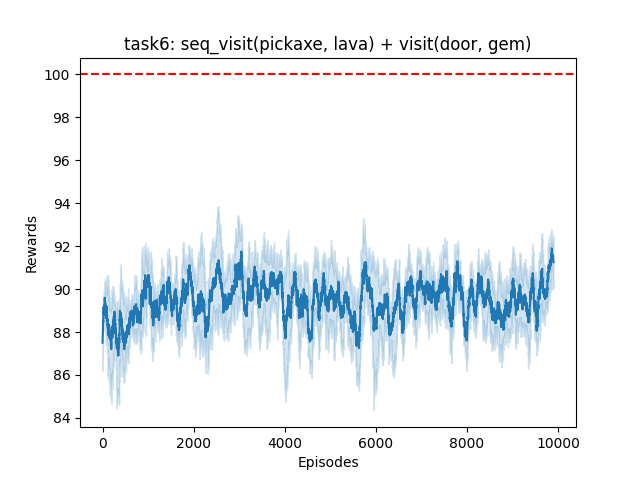 task6: seq_visit(pickaxe, lava) + visit(door, gem)
100
98
96
94
92
90
88
86
84
Rewards
0 2000 4000 6000 8000 10000
Episodes